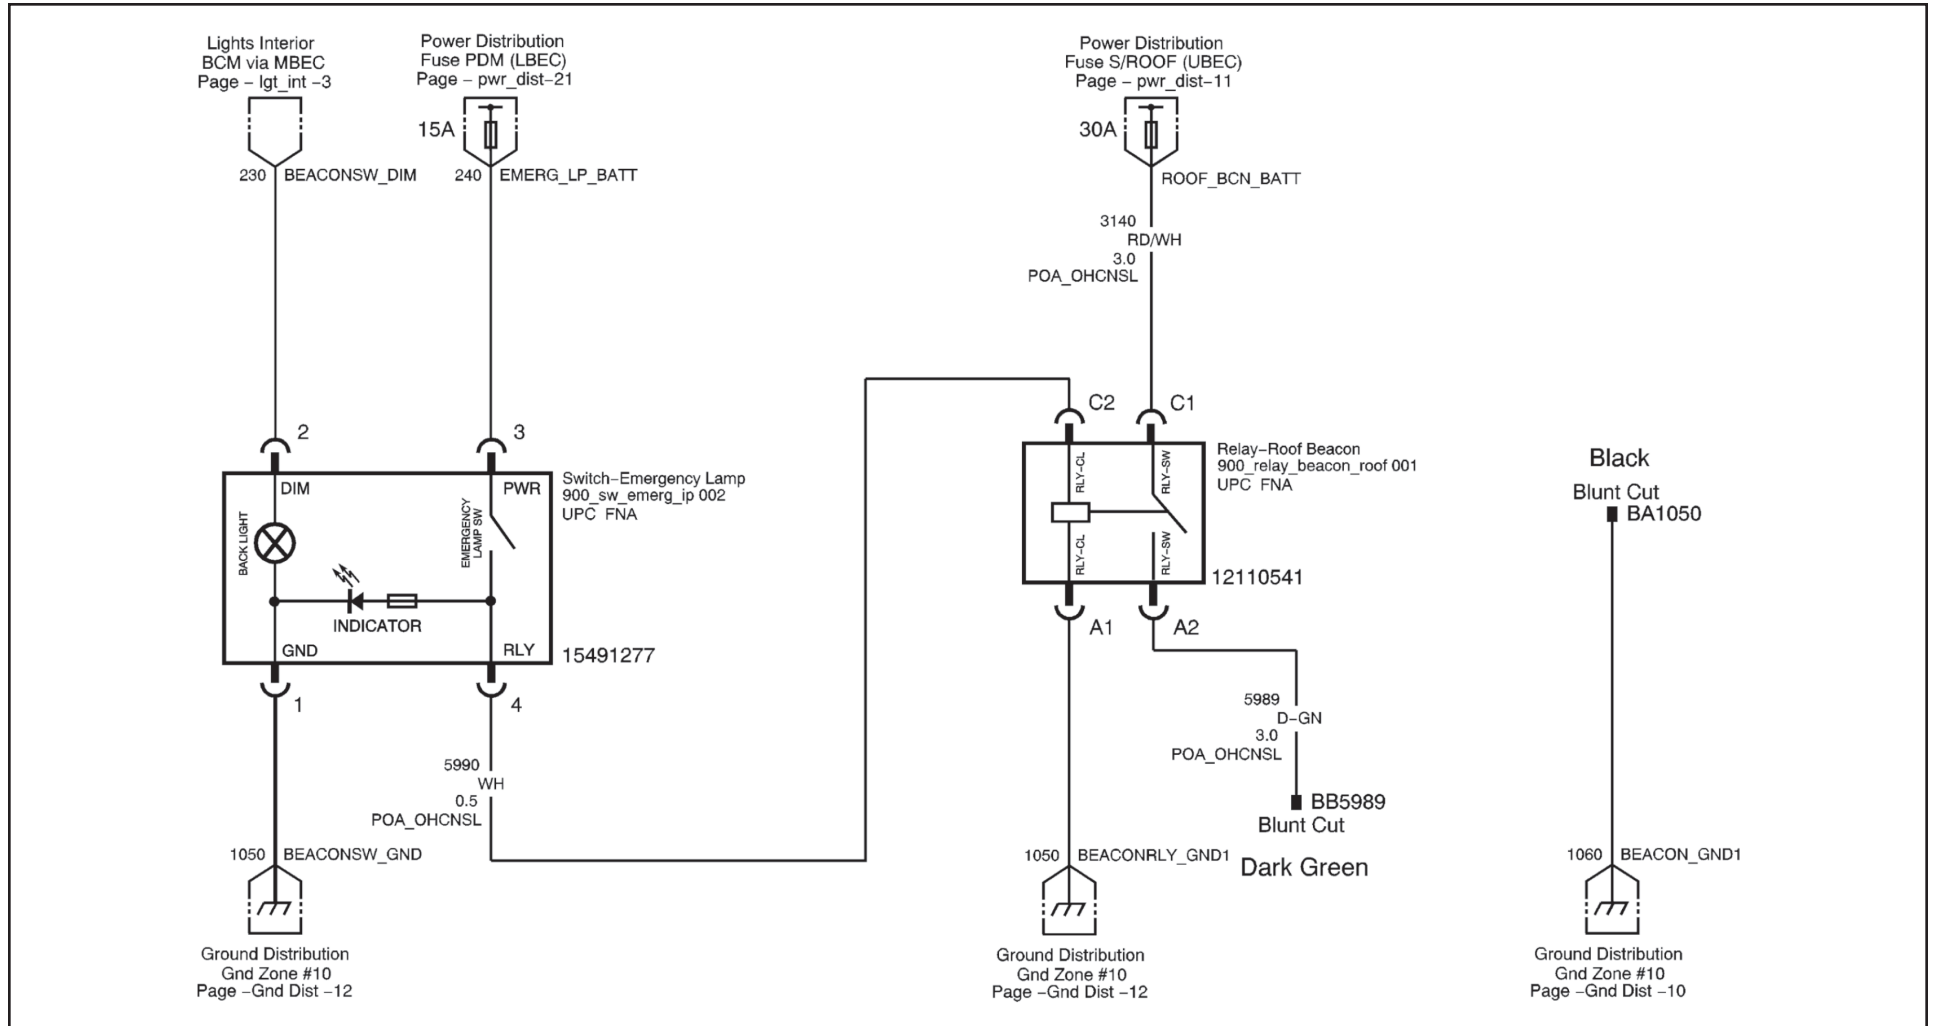 Lights Interior
BCM via MBEC
Page – lgt_int –3
Power Distribution
Fuse PDM (LBEC)
Page – pwr_dist–21
15A
230
BEACONSW_DIM
240
EMERG_LP_BATT
Power Distribution
Fuse S/ROOF (UBEC)
Page – pwr_dist–11
30A
ROOF_BCN_BATT
3140
RD/WH
3.0
POA_OHCNSL
2
3
DIM
PWR
BACK LIGHT
EMERGENCY
LAMP SW
INDICATOR
GND
RLY
Switch–Emergency Lamp
900_sw_emerg_ip 002
UPC FNA
15491277
1
4
5990
WH
0.5
POA_OHCNSL
1050
BEACONSW_GND
Ground Distribution
Gnd Zone #10
Page –Gnd Dist –12
C2
C1
RLY–CL
RLY–SW
RLY–CL
RLY–SW
Relay–Roof Beacon
900_relay_beacon_roof 001
UPC FNA
12110541
A1
A2
5989
D–GN
3.0
POA_OHCNSL
BB5989
Blunt Cut
Dark Green
1050
BEACONRLY_GND1
Ground Distribution
Gnd Zone #10
Page –Gnd Dist –12
Black
Blunt Cut
BA1050
1060
BEACON_GND1
Ground Distribution
Gnd Zone #10
Page –Gnd Dist –10